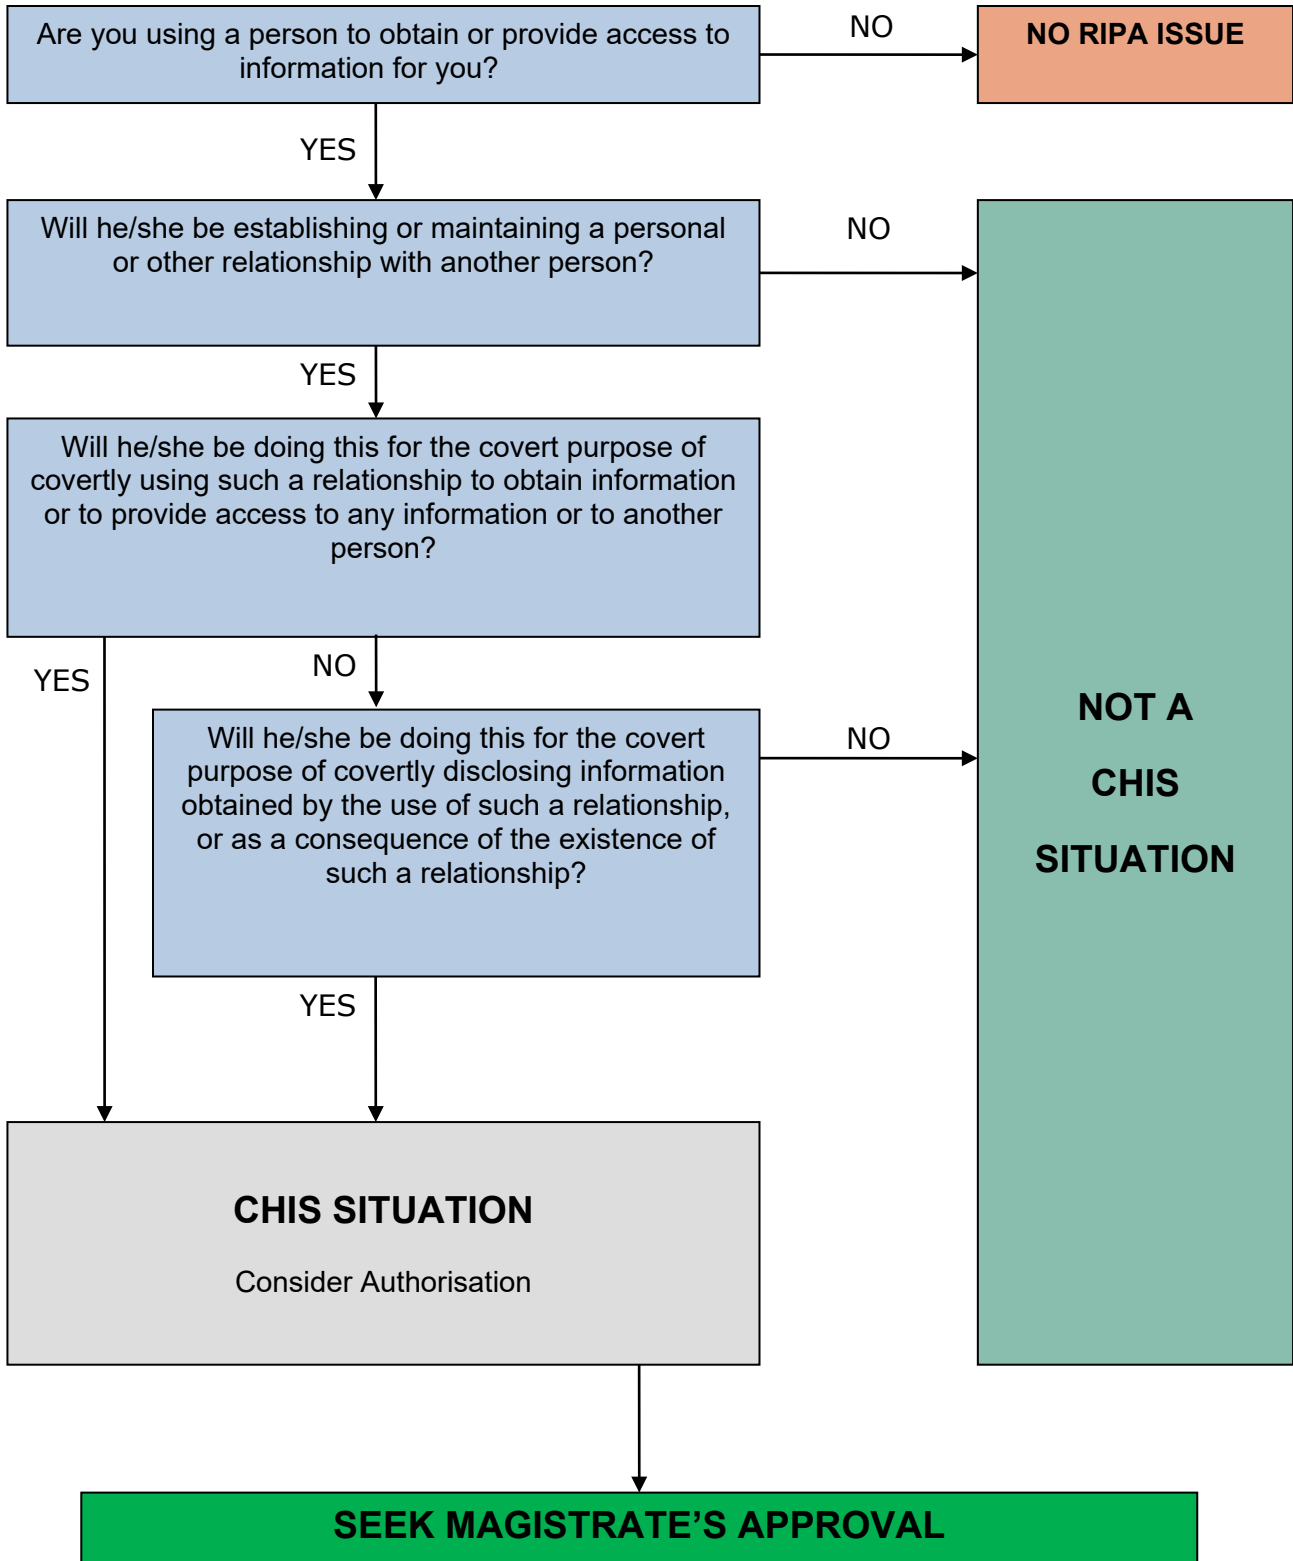 Are you using a person to obtain or provide access to
information for you?
NO
NO RIPA ISSUE
YES
Will he/she be establishing or maintaining a personal
or other relationship with another person?
NO
YES
Will he/she be doing this for the covert purpose of
covertly using such a relationship to obtain information
or to provide access to any information or to another
person?
YES
NO
Will he/she be doing this for the covert
purpose of covertly disclosing information
obtained by the use of such a relationship,
or as a consequence of the existence of
such a relationship?
NO
NOT A
CHIS
SITUATION
YES
CHIS SITUATION
Consider Authorisation
SEEK MAGISTRATE’S APPROVAL